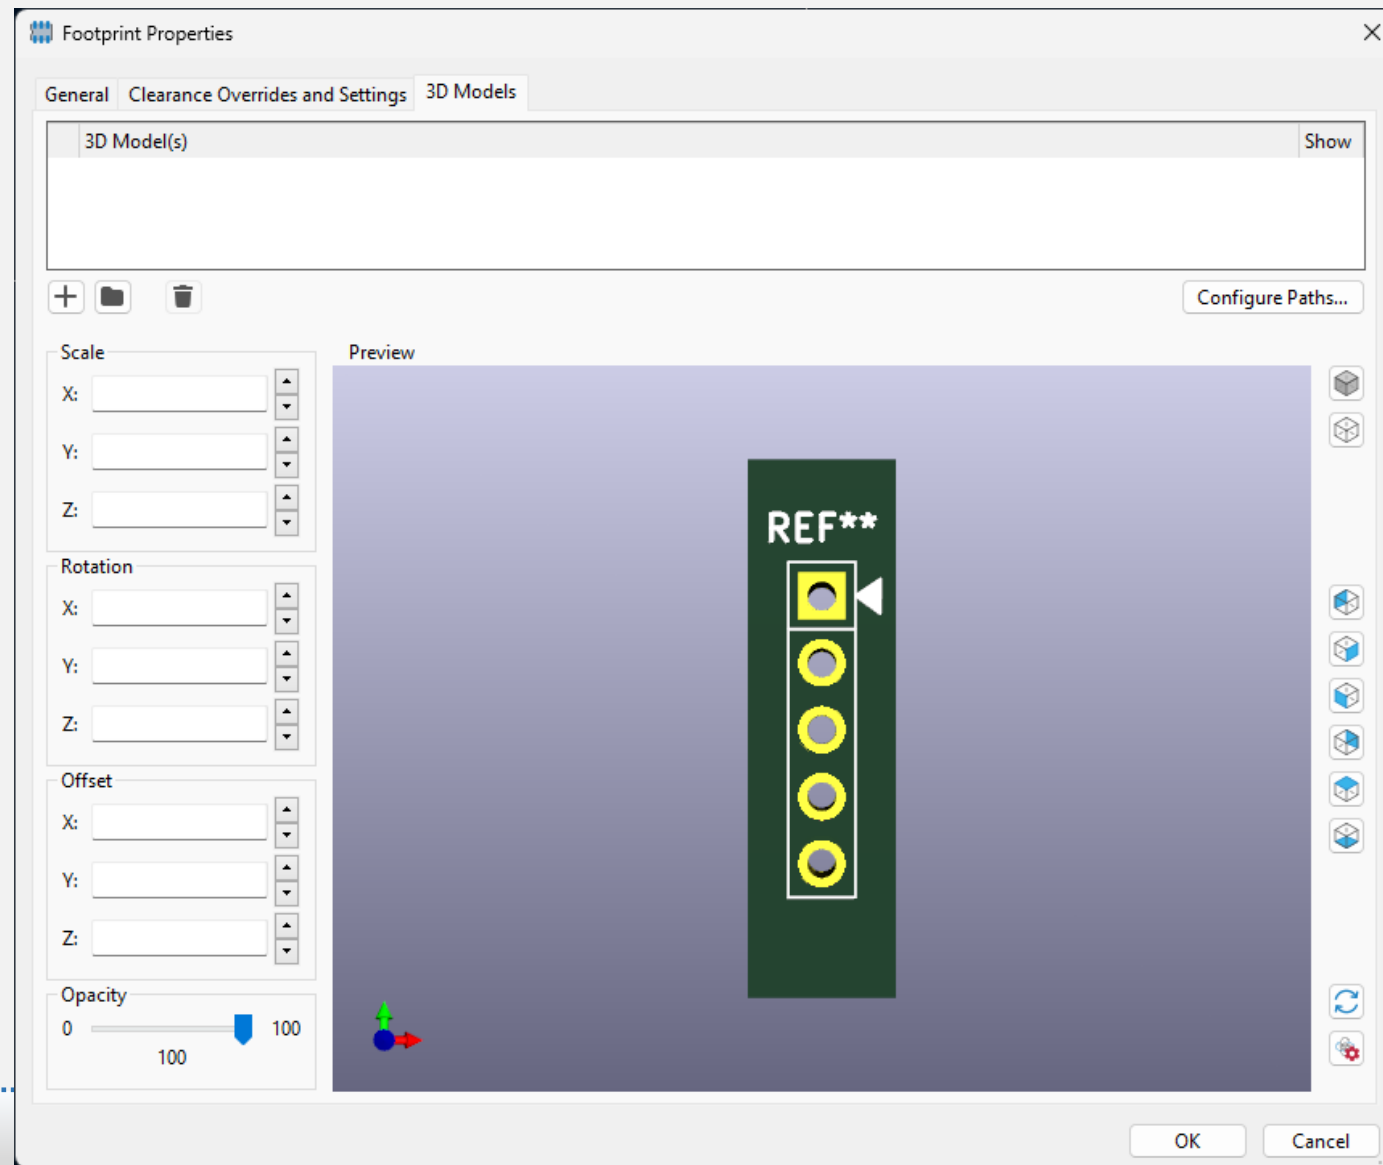 Footprint Properties
General Clearance Overrides and Settings 3D Models
3D Model(s) Show
Configure Paths...
Scale
X:
Y:
Z:
Rotation
X:
Y:
Z:
Offset
X:
Y:
Z:
Opacity
0 100
100
Preview
REF**
OK Cancel